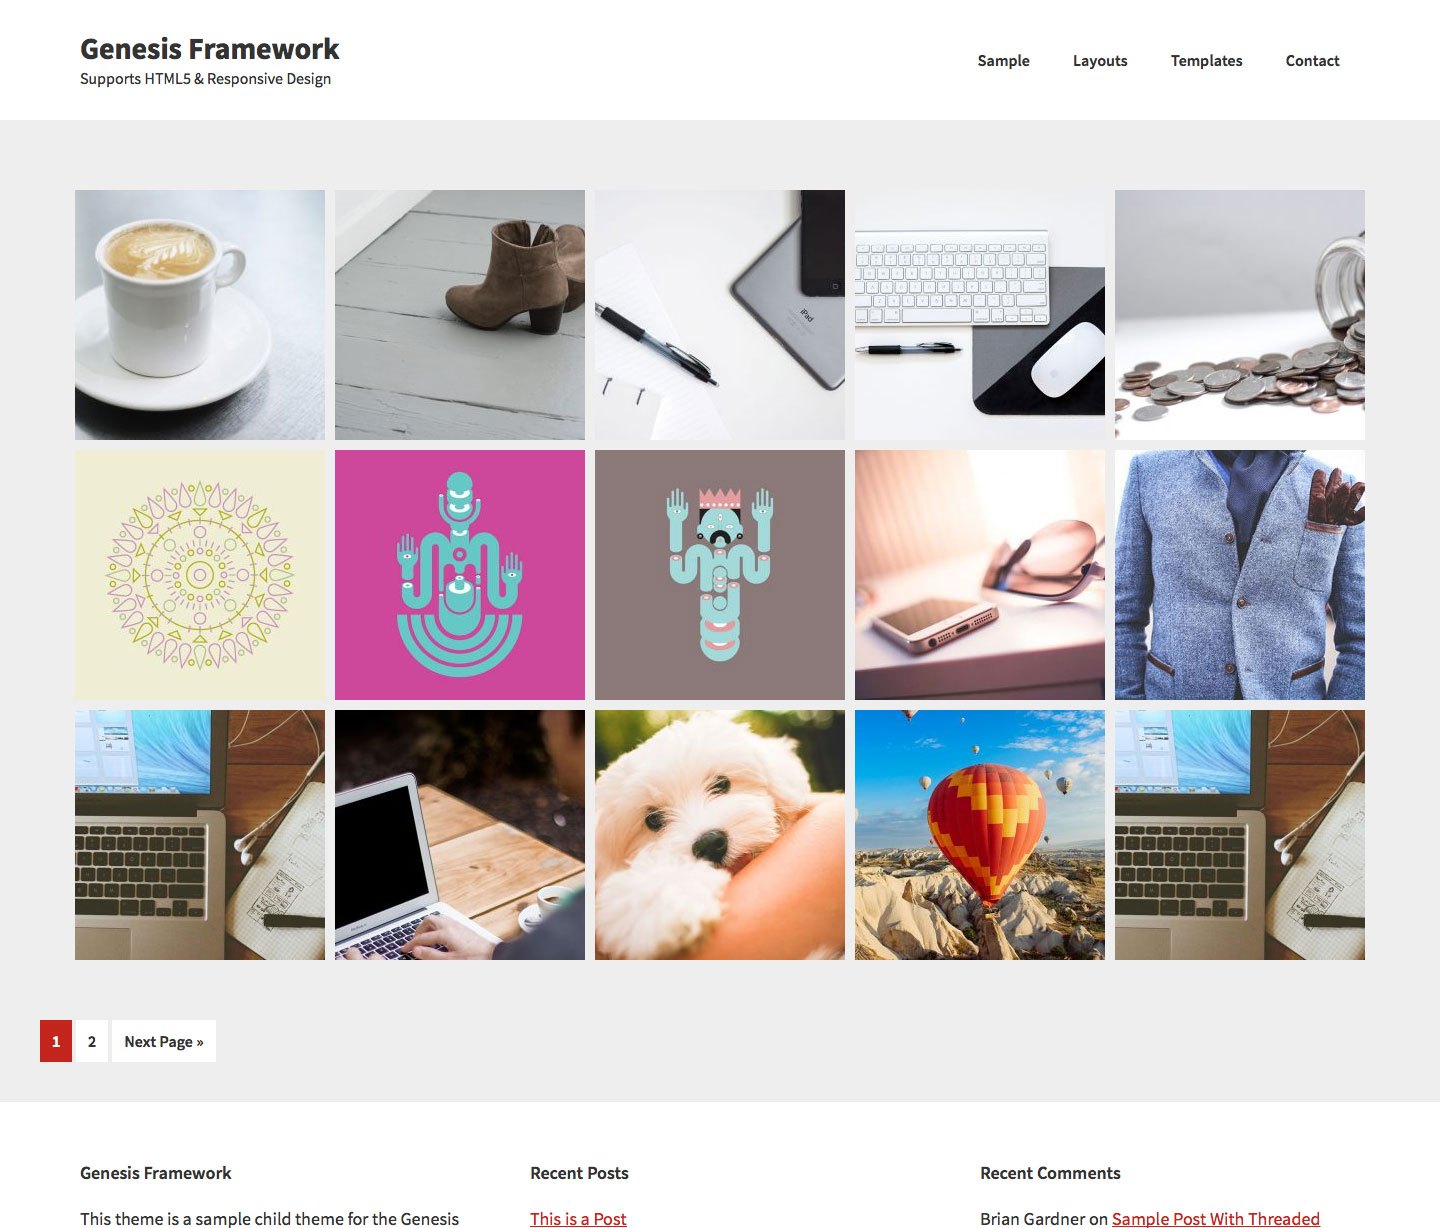 Genesis Framework
Supports HTML5 & Responsive Design
Sample Layouts Templates Contact
iPad
1 2 Next Page »
Genesis Framework
This theme is a sample child theme for the Genesis
Recent Posts
This is a Post
Recent Comments
Brian Gardner on Sample Post With Threaded